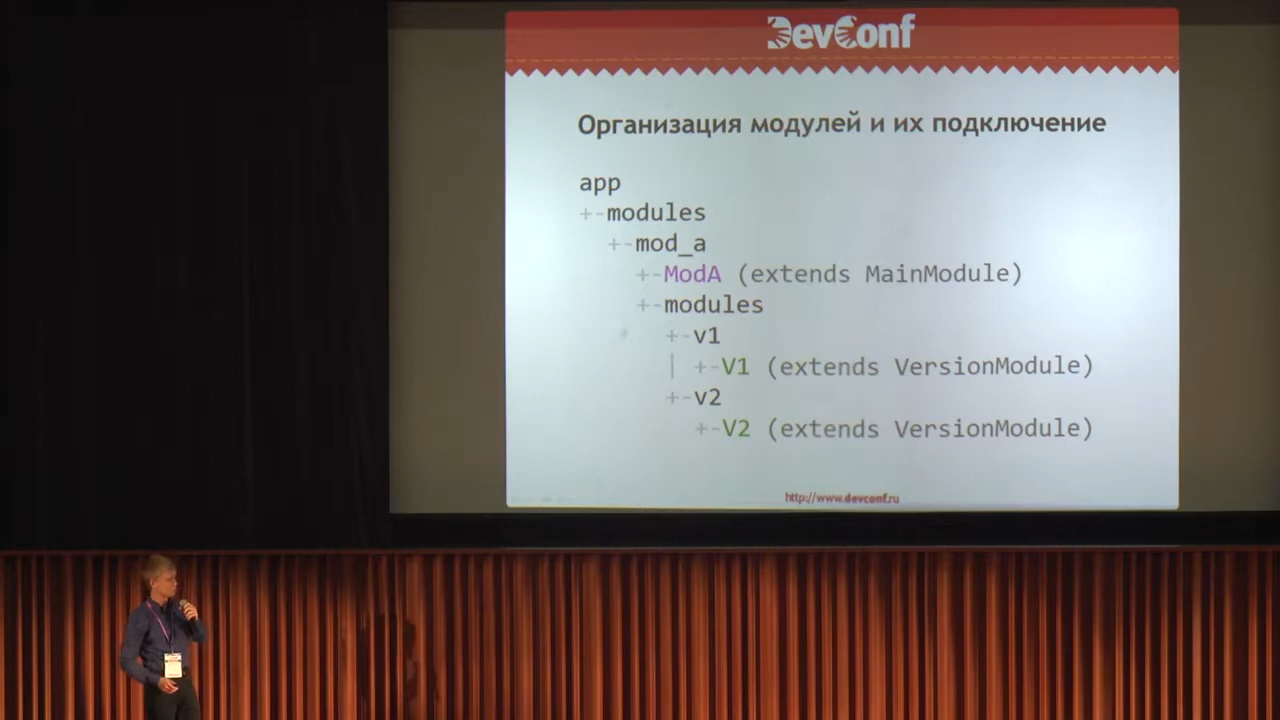 DevConf
Организация модулей и их подключение
app
+-modules
+-mod_a
+-ModA (extends MainModule)
+-modules
+-v1
| +-V1 (extends VersionModule)
+-v2
+-V2 (extends VersionModule)
http://www.devconf.ru